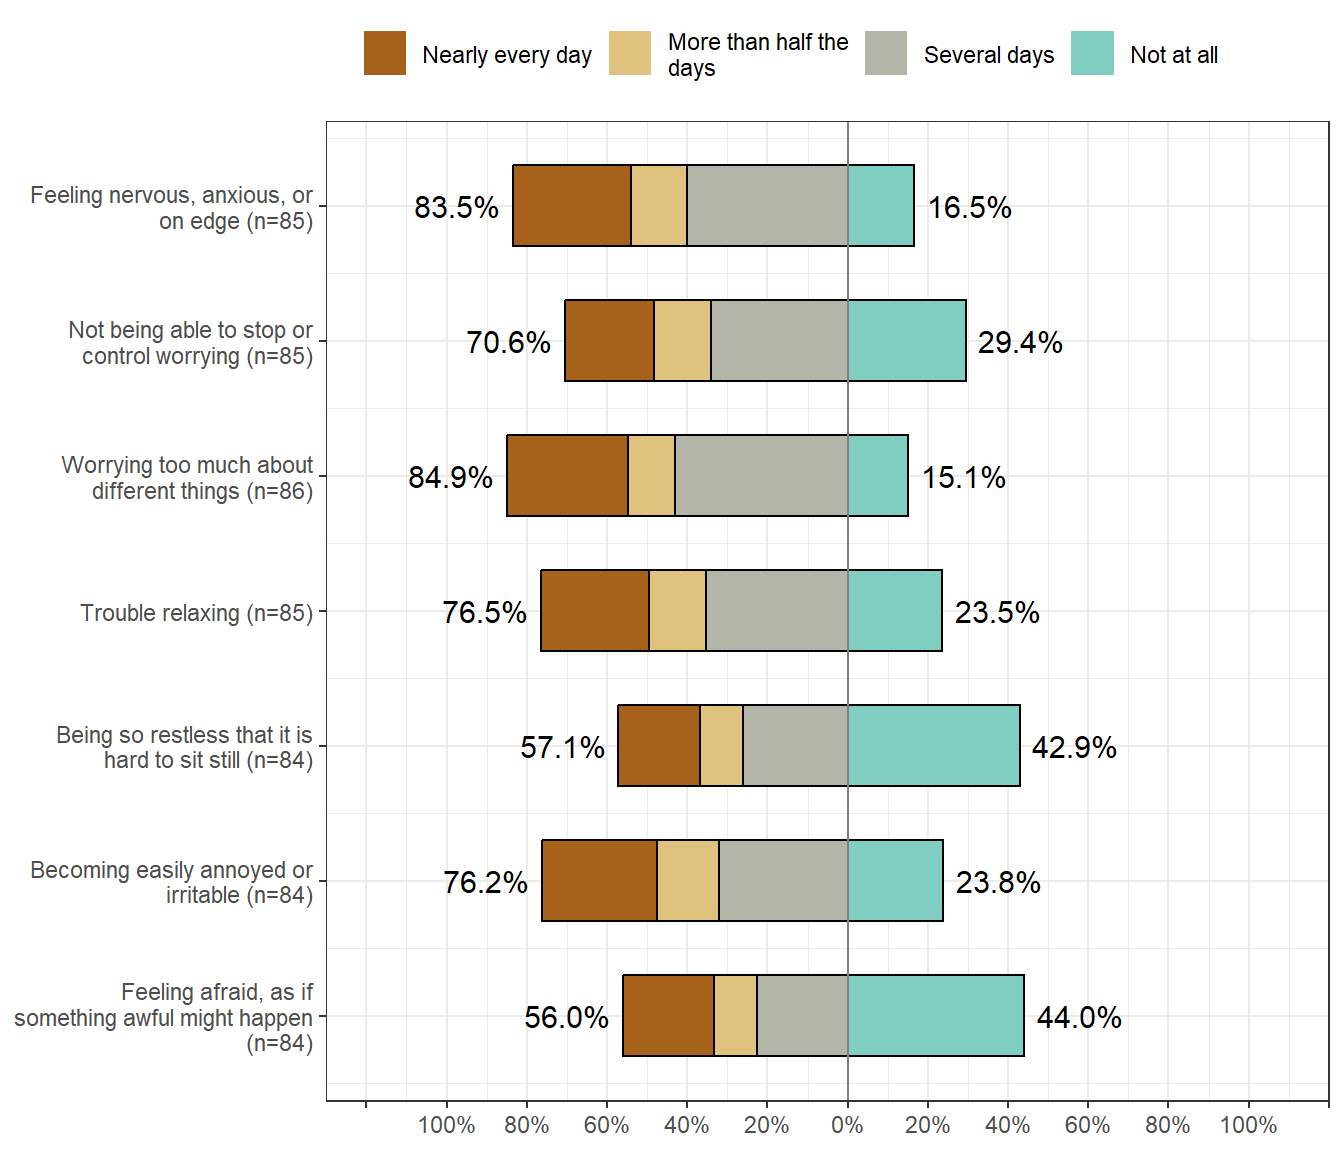 Nearly every day
More than half the
days
Several days
Not at all
Feeling nervous, anxious, or
on edge (n=85)
83.5%
16.5%
Not being able to stop or
control worrying (n=85)
70.6%
29.4%
Worrying too much about
different things (n=86)
84.9%
15.1%
Trouble relaxing (n=85)
76.5%
23.5%
Being so restless that it is
hard to sit still (n=84)
57.1%
42.9%
Becoming easily annoyed or
irritable (n=84)
76.2%
23.8%
Feeling afraid, as if
something awful might happen
(n=84)
56.0%
44.0%
100% 80% 60% 40% 20% 0% 20% 40% 60% 80% 100%